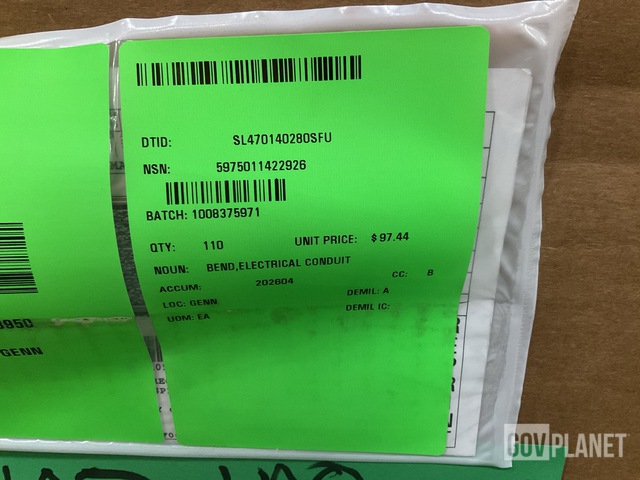 DTID: SL470140280SFU
NSN: 5975011422926
BATCH: 1008375971
QTY: 110 UNIT PRICE: $97.44
NOUN: BEND,ELECTRICAL CONDUIT
ACCUM: 202804 CC: B
LOC: GENN DEMIL: A
UOM: EA DEMIL IC:
GENN
GOVPLANET